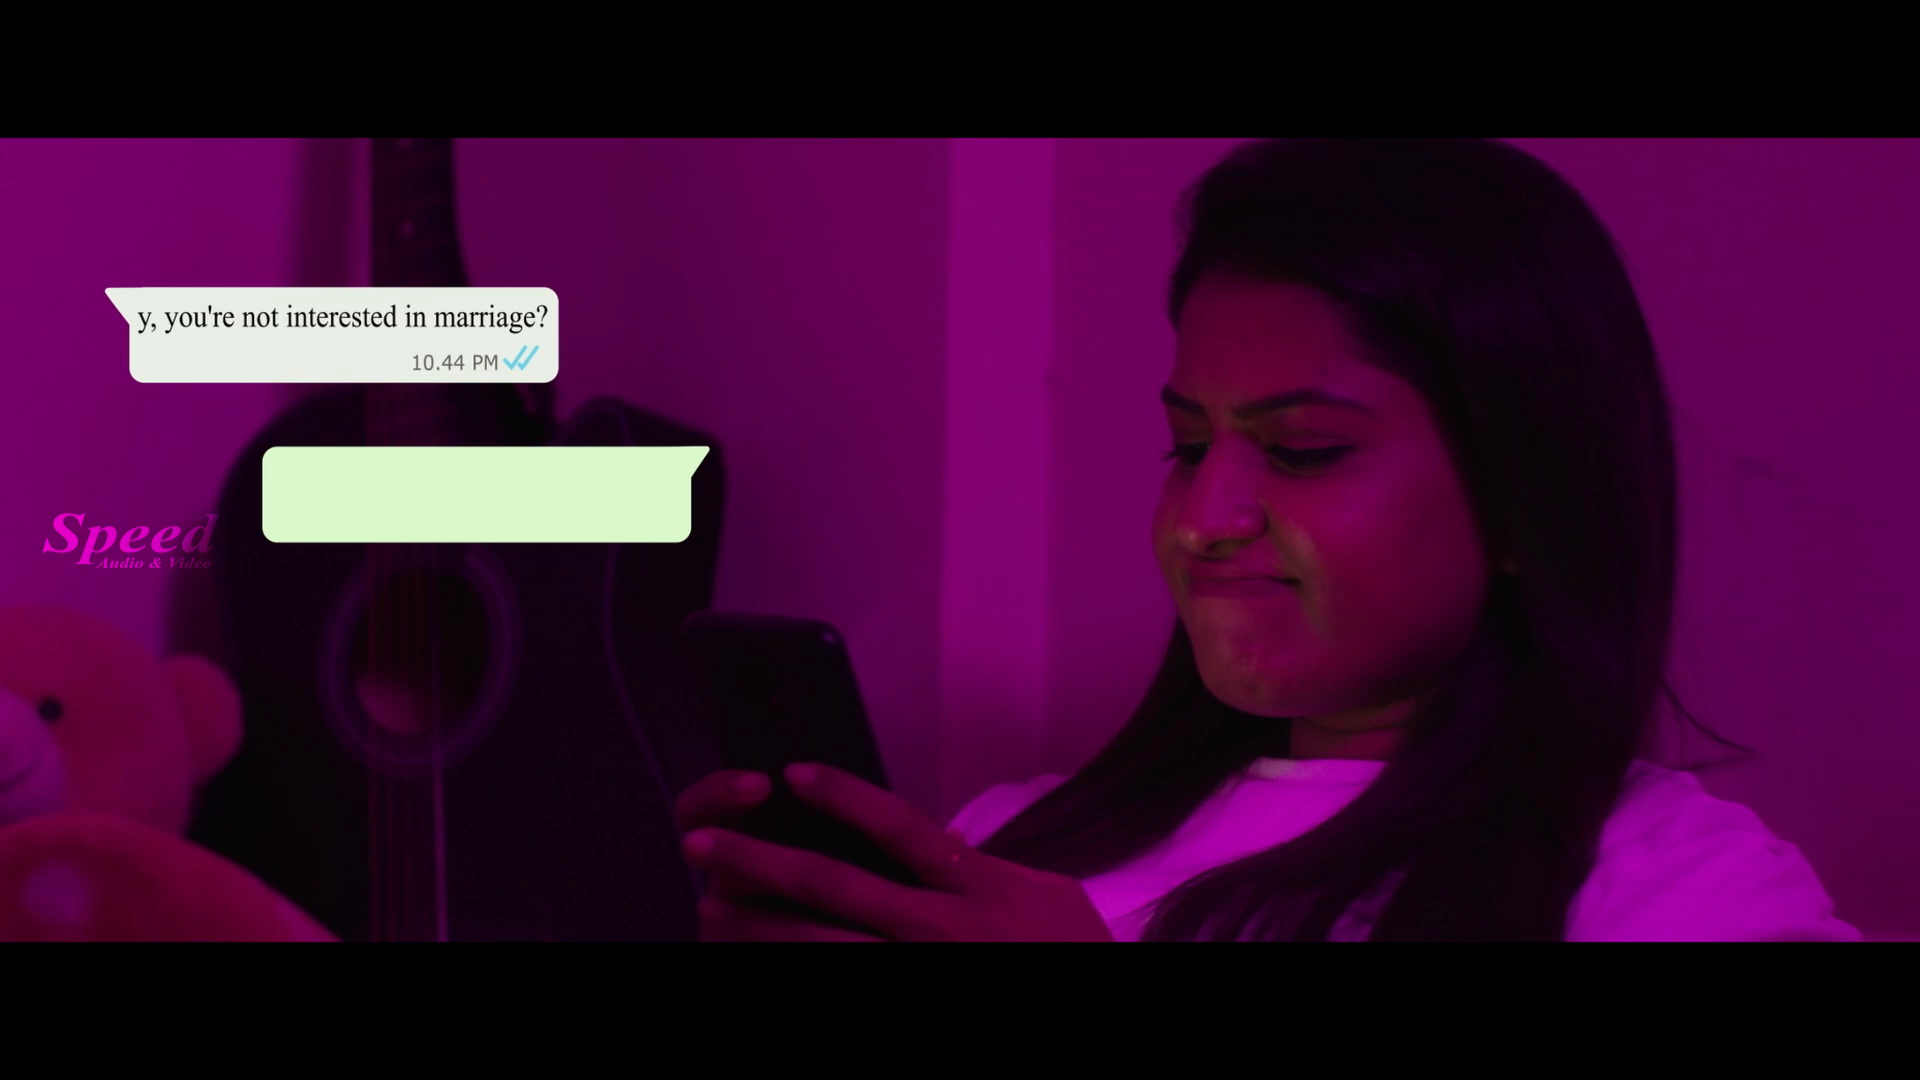 y, you're not interested in marriage?
10.44 PM
Speed
Audio & Video